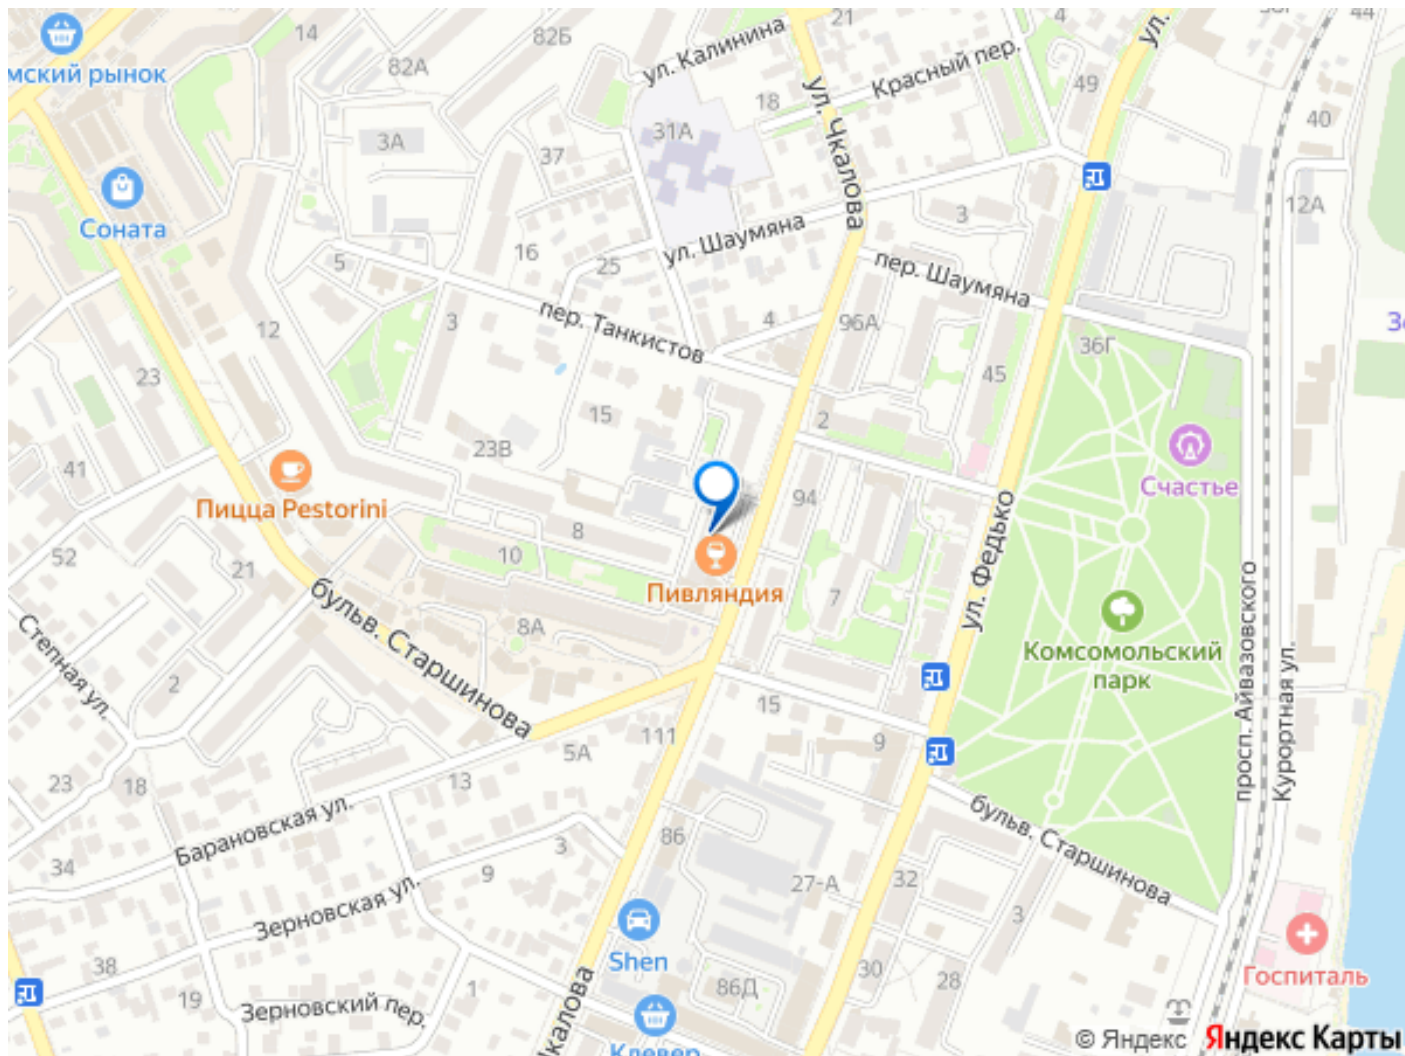 21
4
44
14
82Б
ул. Калинина
ул.
мский рынок
82А
Красный пер.
49
18
ул. Чкалова
31А
40
3А
37
12А
Соната
3
16
ул. Шаумяна
25
5
пер. Шаумяна
пер. Танкистов
4
96А
3
12
36Г
45
23
15
2
23В
41
Счастье
94
Пицца Pestorini
ул. Федько
8
10
52
21
Пивляндия
7
просп. Айвазовского
бульв. Старшинова
8А
Степная ул.
Комсомольский
парк
Курортная ул.
2
15
111
9
5А
13
23
18
Барановская ул.
бульв. Старшинова
86
3
34
9
27-А
32
Зерновская ул.
3
Shen
38
30
28
Госпиталь
86Д
1
19
Зерновский пер.
Чкалова
Клевер
© Яндекс Яндекс Карты